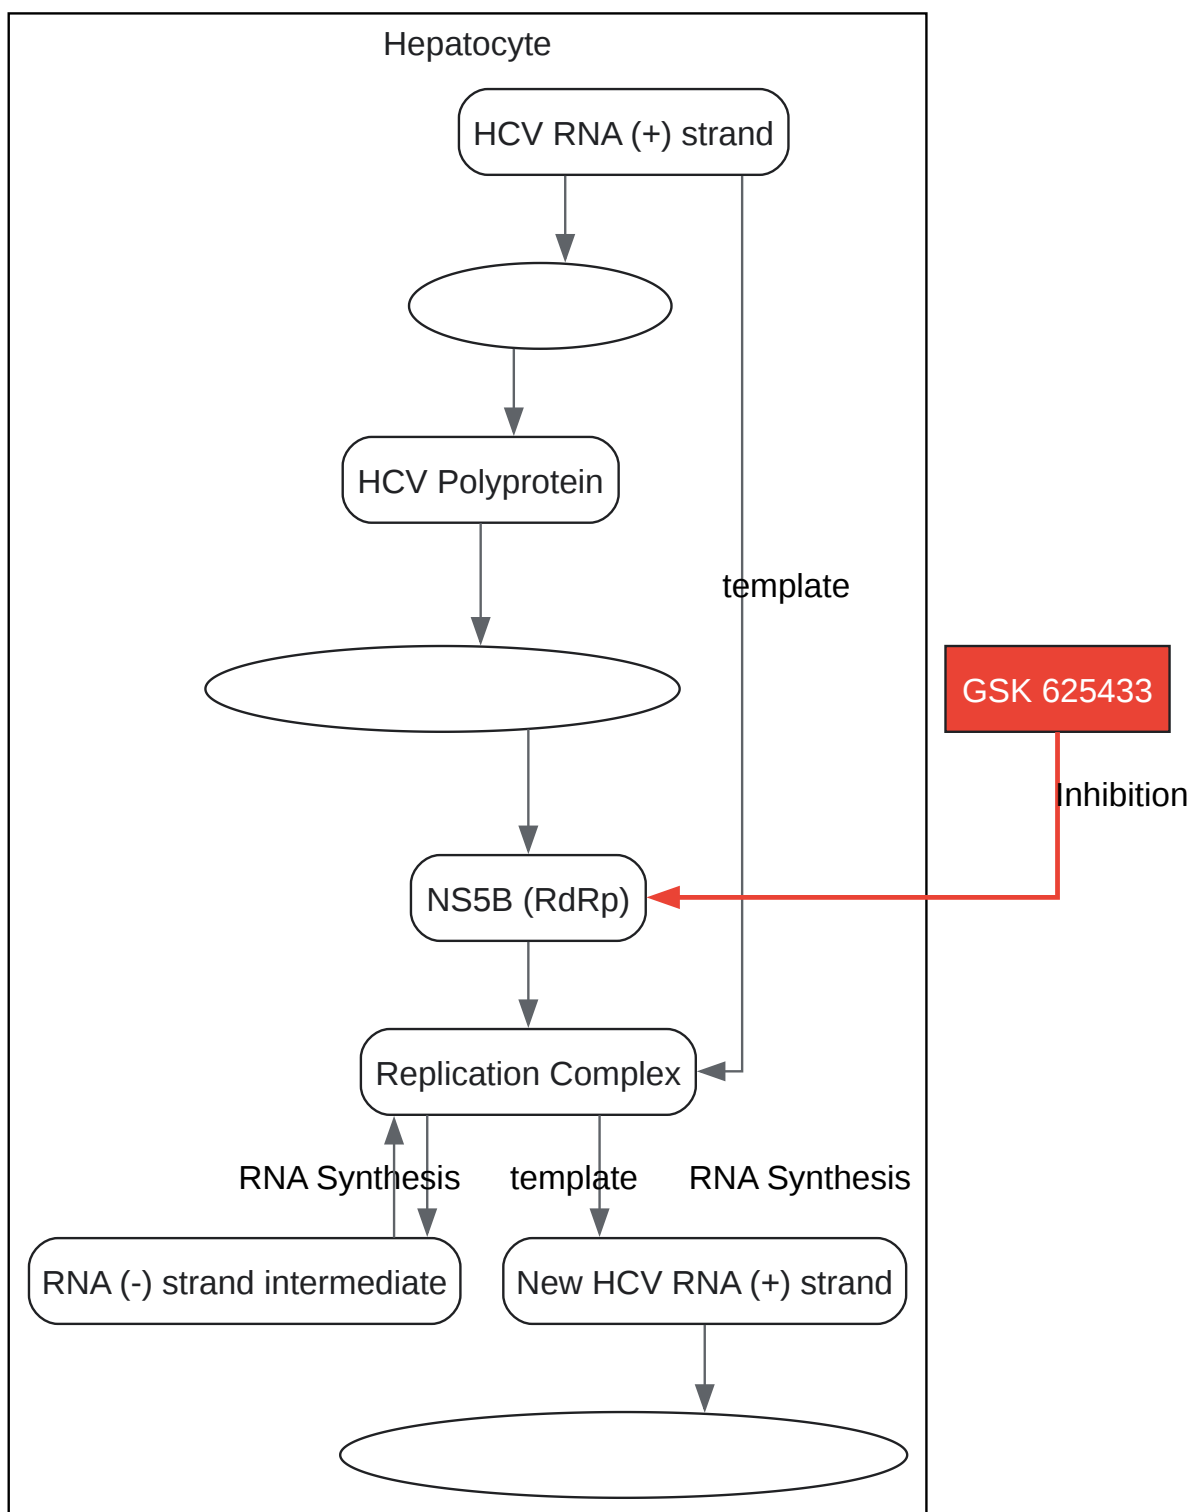 Hepatocyte
HCV RNA (+) strand
HCV Polyprotein
template
GSK 625433
Inhibition
NS5B (RdRp)
Replication Complex
RNA Synthesis
template
RNA Synthesis
RNA (-) strand intermediate
New HCV RNA (+) strand